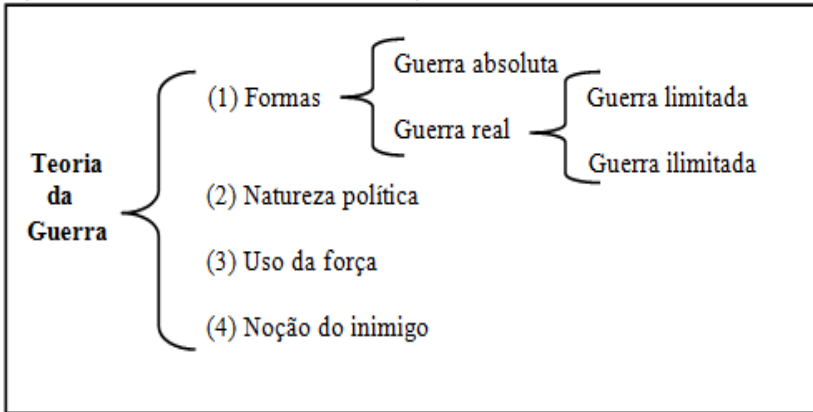 Teoria
da
Guerra
(1) Formas
Guerra absoluta
Guerra real
Guerra limitada
Guerra ilimitada
(2) Natureza política
(3) Uso da força
(4) Noção do inimigo